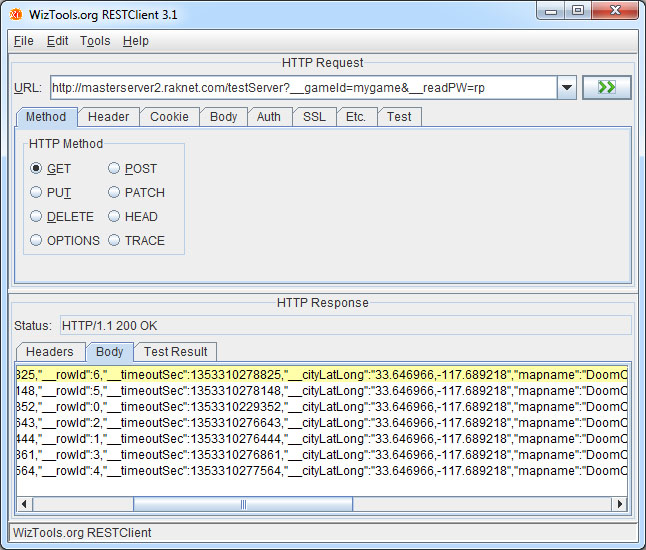 WizTools.org RESTClient 3.1
File Edit Tools Help
HTTP Request
URL: http://masterserver2.raknet.com/testServer?__gameId=mygame&__readPW=rp
Method Header Cookie Body Auth SSL Etc. Test
HTTP Method
GET POST
PUT PATCH
DELETE HEAD
OPTIONS TRACE
HTTP Response
Status: HTTP/1.1 200 OK
Headers Body Test Result
325,"__rowId":6,"__timeoutSec":1353310278825,"__cityLatLong":"33.646966,-117.689218","mapname":"DoomC
148,"__rowId":5,"__timeoutSec":1353310278148,"__cityLatLong":"33.646966,-117.689218","mapname":"DoomC
352,"__rowId":0,"__timeoutSec":1353310229352,"__cityLatLong":"33.646966,-117.689218","mapname":"DoomC
643,"__rowId":2,"__timeoutSec":1353310276643,"__cityLatLong":"33.646966,-117.689218","mapname":"DoomC
444,"__rowId":1,"__timeoutSec":1353310276444,"__cityLatLong":"33.646966,-117.689218","mapname":"DoomC
361,"__rowId":3,"__timeoutSec":1353310276861,"__cityLatLong":"33.646966,-117.689218","mapname":"DoomC
564,"__rowId":4,"__timeoutSec":1353310277564,"__cityLatLong":"33.646966,-117.689218","mapname":"DoomC
WizTools.org RESTClient